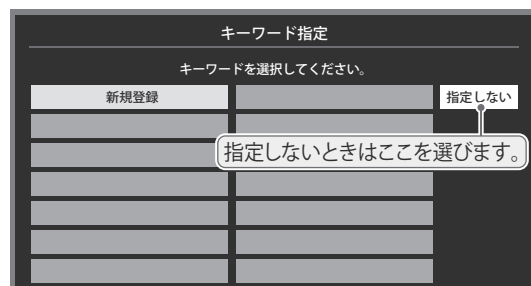 キーワード指定
キーワードを選択してください。
新規登録
指定しない
指定しないときはここを選びます。